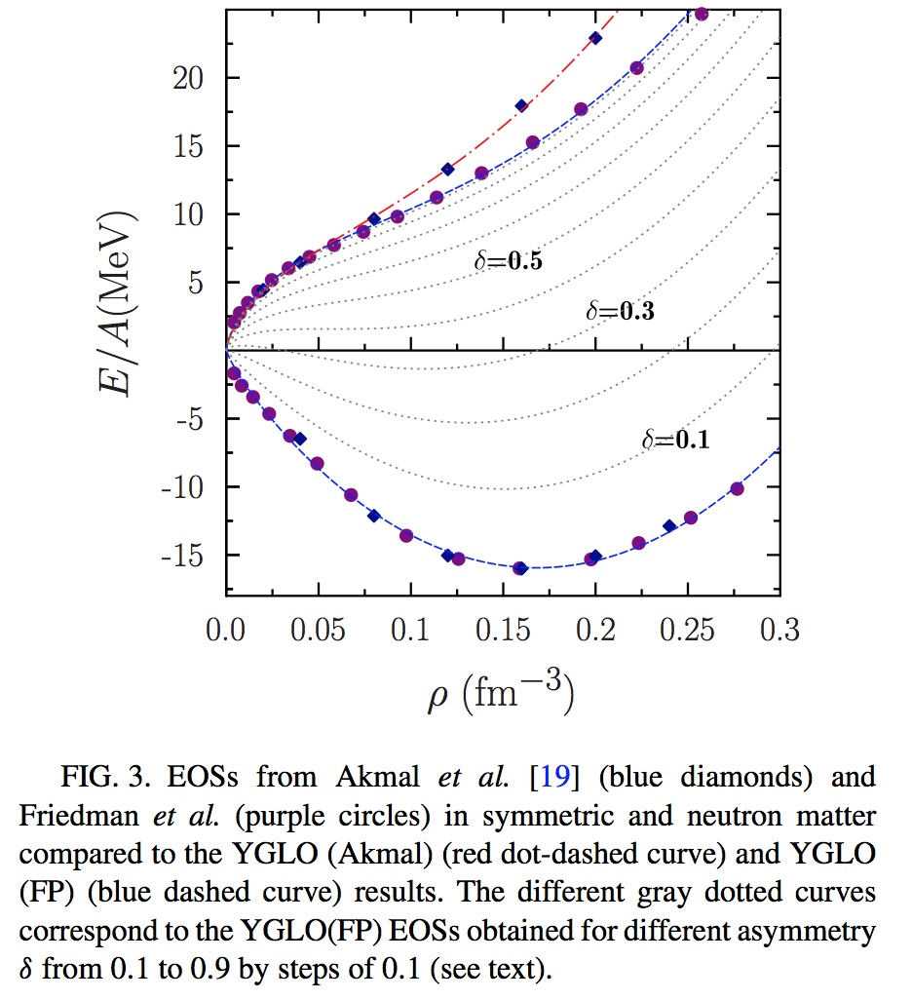 20
15
10
5
-5
-10
-15
E/A(MeV)
δ=0.5
δ=0.3
δ=0.1
0.0 0.05 0.1 0.15 0.2 0.25 0.3
ρ (fm⁻³)
FIG. 3. EOSs from Akmal et al. [19] (blue diamonds) and
Friedman et al. (purple circles) in symmetric and neutron matter
compared to the YGLO (Akmal) (red dot-dashed curve) and YGLO
(FP) (blue dashed curve) results. The different gray dotted curves
correspond to the YGLO(FP) EOSs obtained for different asymmetry
δ from 0.1 to 0.9 by steps of 0.1 (see text).